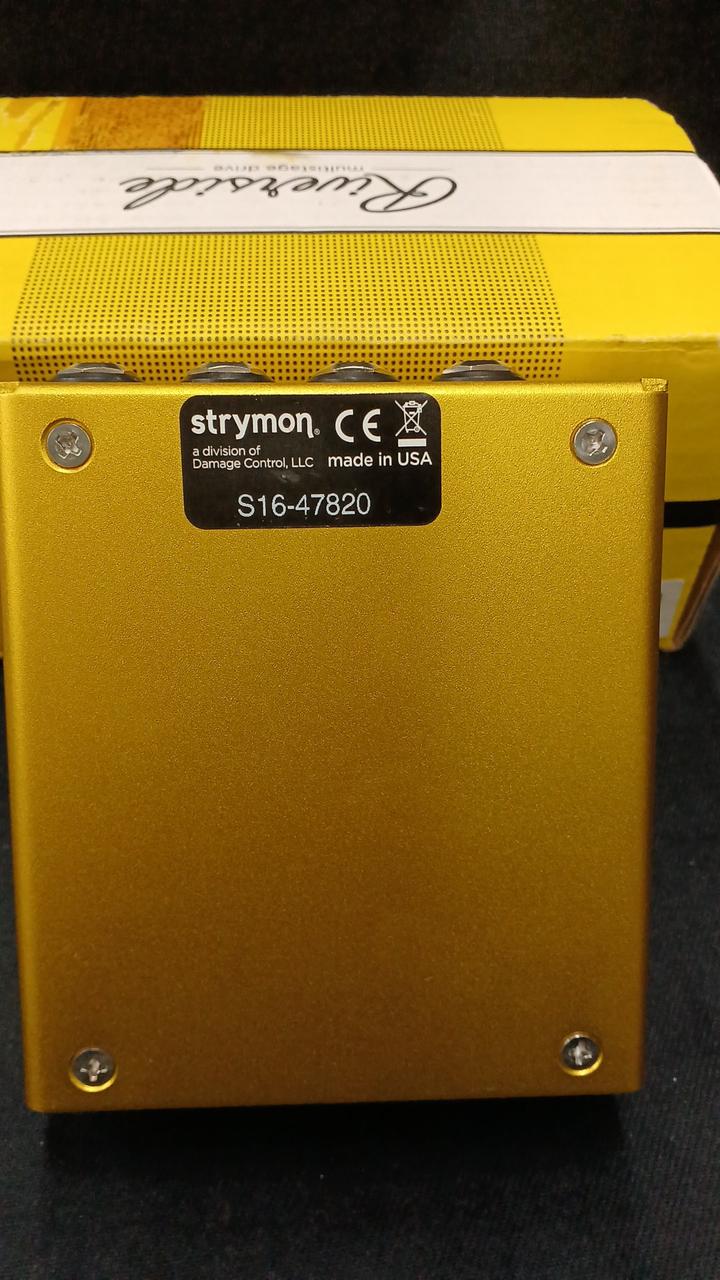 Riverside
multistage drive
strymon®
CE
a division of
Damage Control, LLC
made in USA
S16-47820